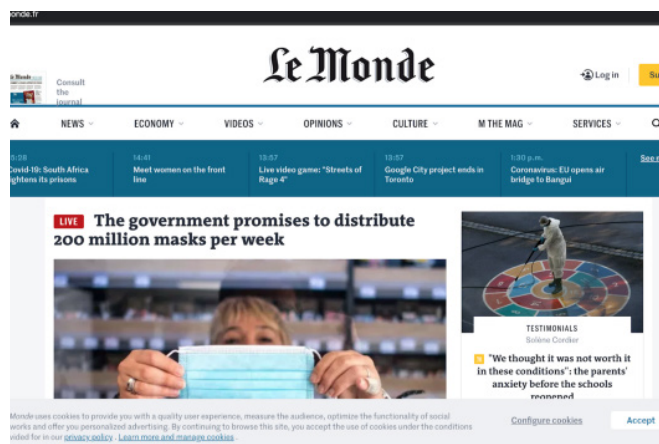 onde.fr
Le Monde
Consult
the
journal
Log in
Su
NEWS
ECONOMY
VIDEOS
OPINIONS
CULTURE
M THE MAG
SERVICES
5:28
Covid-19: South Africa
ghtens its prisons
14:41
Meet women on the front
line
13:57
Live video game: "Streets of
Rage 4"
13:57
Google City project ends in
Toronto
1:30 p.m.
Coronavirus: EU opens air
bridge to Bangui
See
LIVE The government promises to distribute
200 million masks per week
TESTIMONIALS
Solène Cordier
"We thought it was not worth it
in these conditions": the parents'
anxiety before the schools
reopened
Monde uses cookies to provide you with a quality user experience, measure the audience, optimize the functionality of social
works and offer you personalized advertising. By continuing to browse this site, you accept the use of cookies under the conditions
vided for in our privacy policy . Learn more and manage cookies .
Configure cookies
Accept